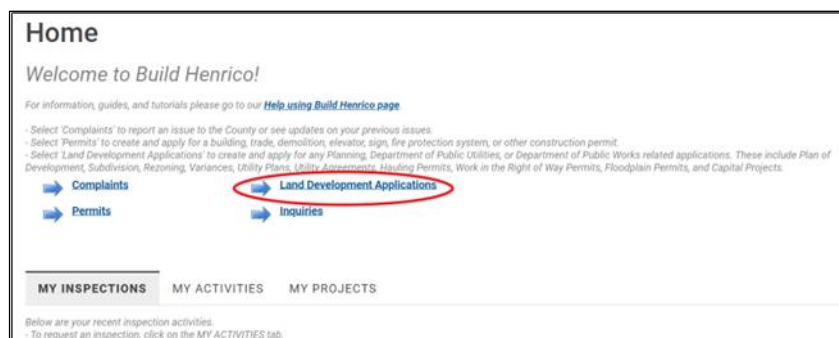 Home
Welcome to Build Henrico!
For information, guides, and tutorials please go to our Help using Build Henrico page.
- Select 'Complaints' to report an issue to the County or see updates on your previous issues.
- Select 'Permits' to create and apply for a building, trade, demolition, elevator, sign, fire protection system, or other construction permit.
- Select 'Land Development Applications' to create and apply for any Planning, Department of Public Utilities, or Department of Public Works related applications. These include Plan of
Development, Subdivision, Rezoning, Variances, Utility Plans, Utility Agreements, Hauling Permits, Work in the Right of Way Permits, Floodplain Permits, and Capital Projects.
Complaints Land Development Applications
Permits Inquiries
MY INSPECTIONS MY ACTIVITIES MY PROJECTS
Below are your recent inspection activities.
- To request an inspection, click on the MY ACTIVITIES tab.